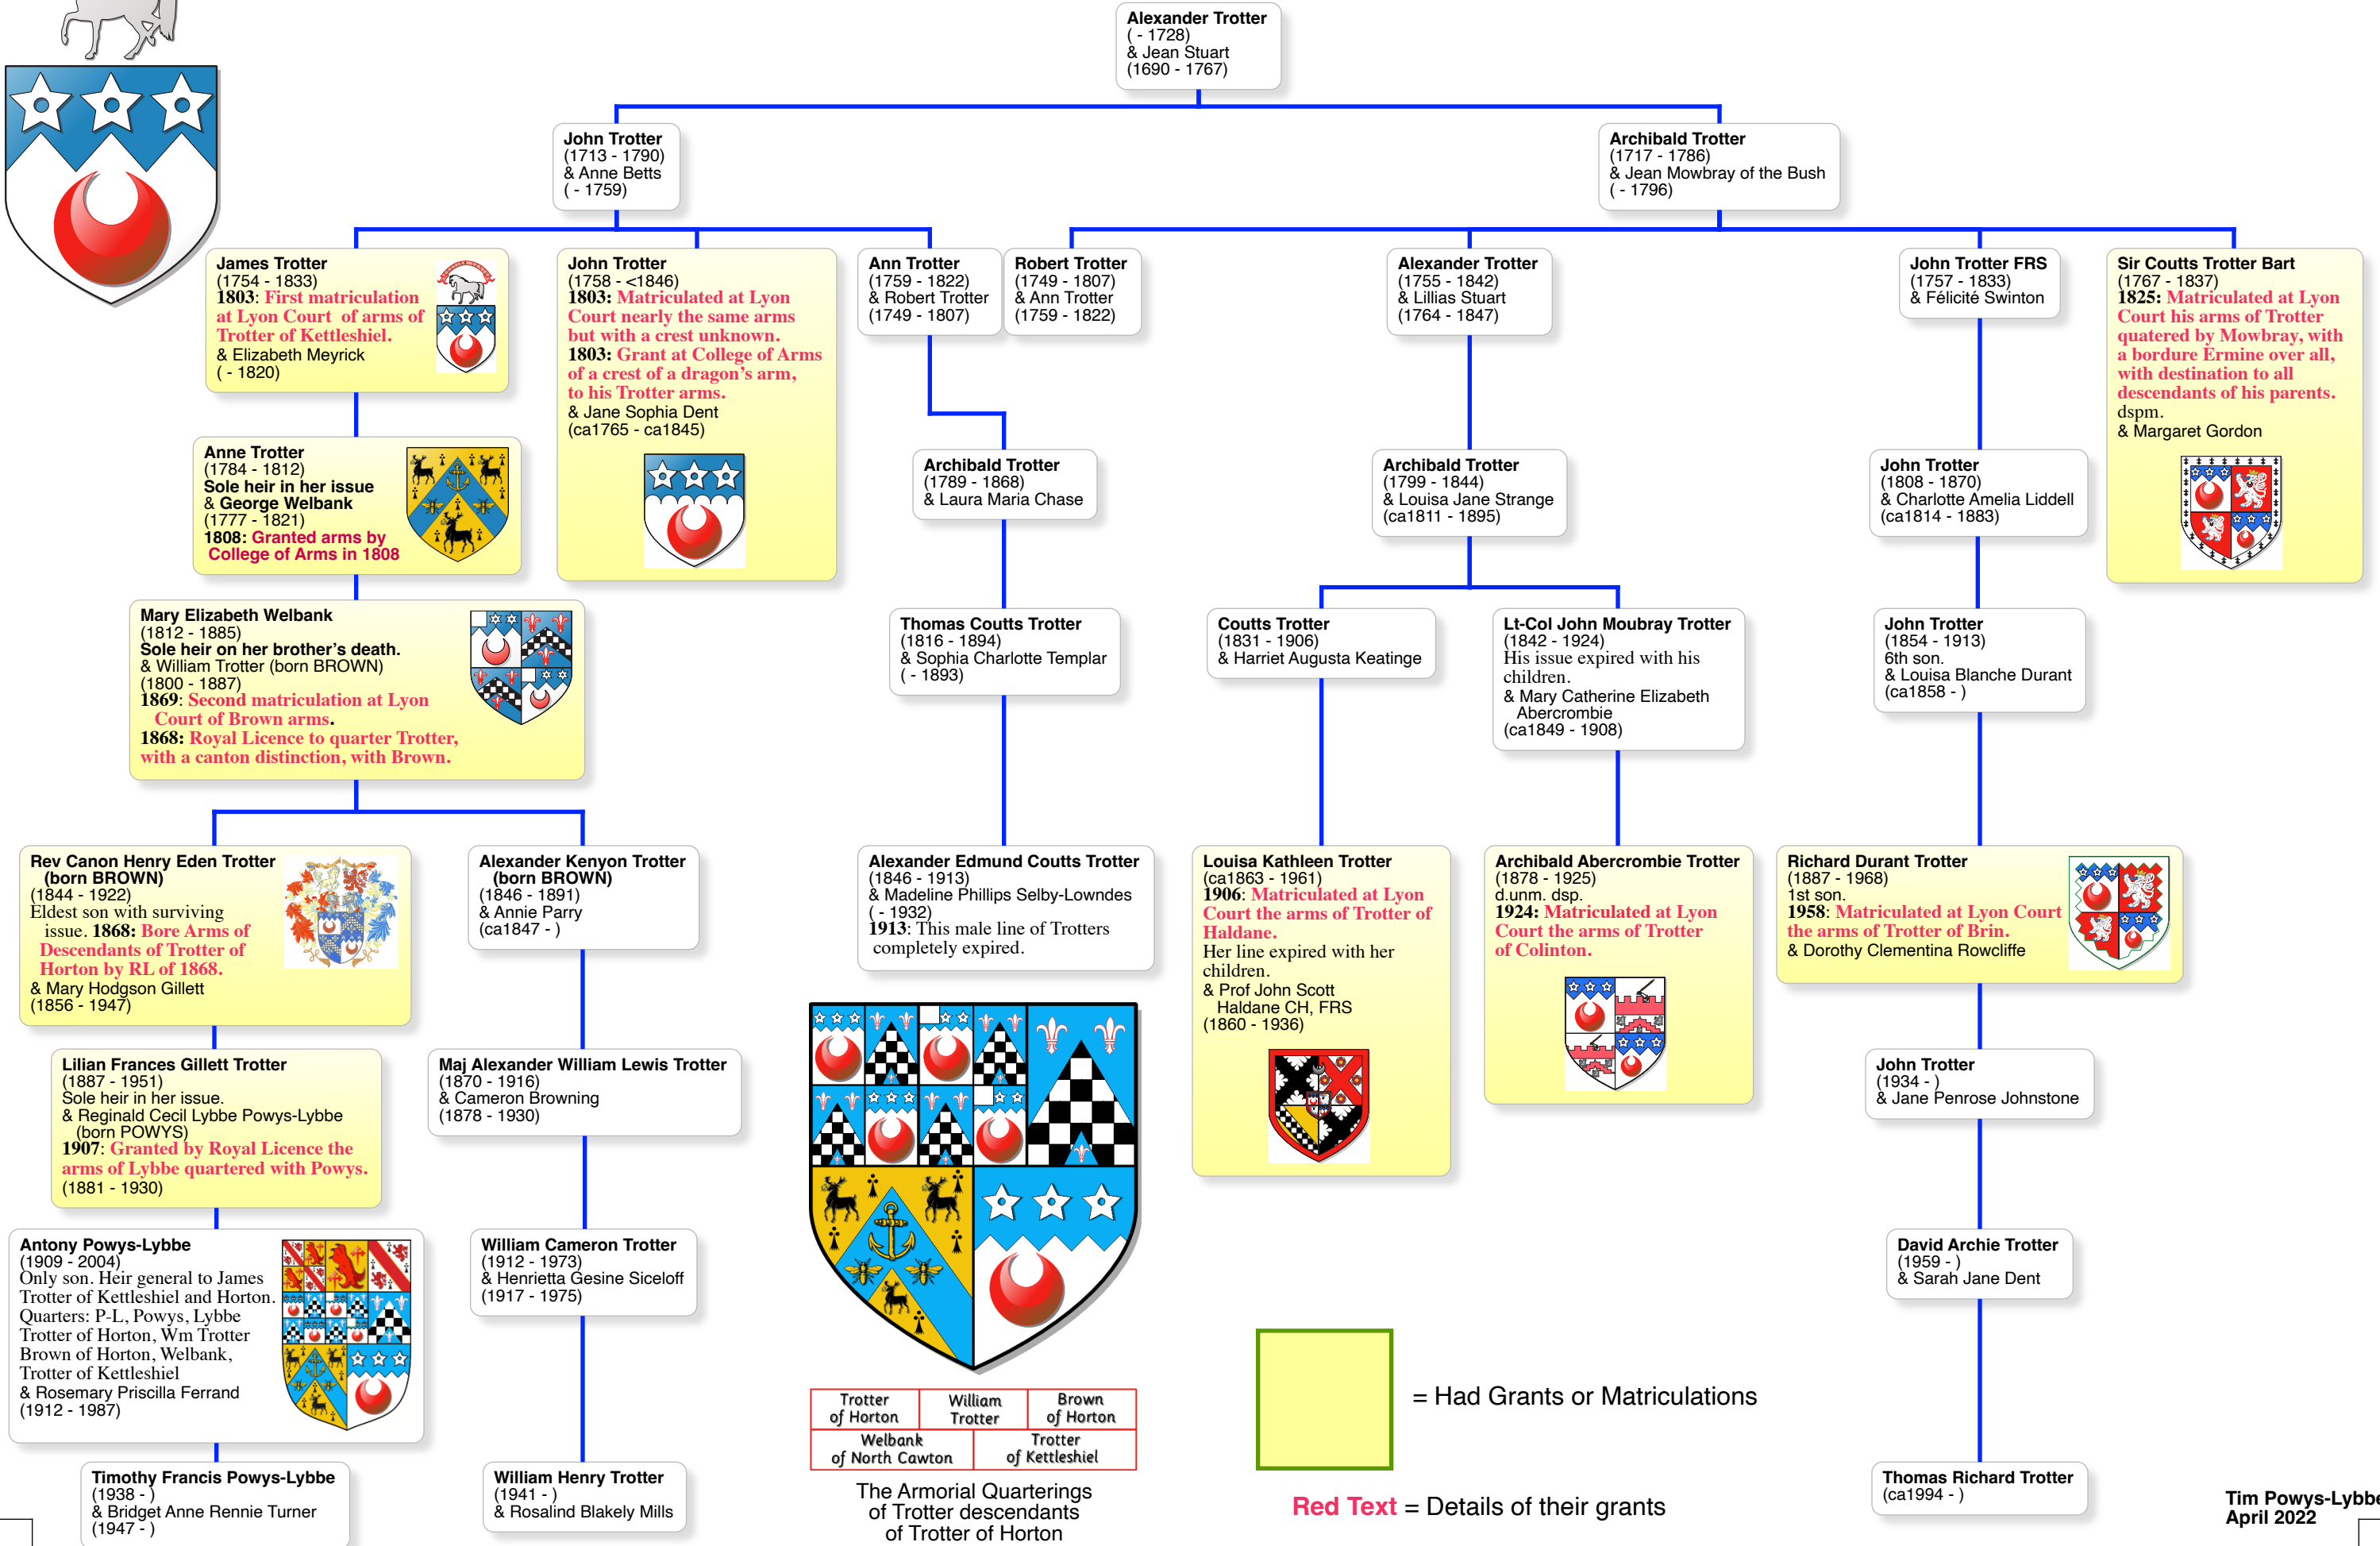 Alexander Trotter
( - 1728)
& Jean Stuart
(1690 - 1767)
John Trotter
(1713 - 1790)
& Anne Betts
( - 1759)
Archibald Trotter
(1717 - 1786)
& Jean Mowbray of the Bush
( - 1796)
James Trotter
(1754 - 1833)
1803: First matriculation
at Lyon Court of arms of
Trotter of Kettleshiel.
& Elizabeth Meyrick
( - 1820)
John Trotter
(1758 - <1846)
1803: Matriculated at Lyon
Court nearly the same arms
but with a crest unknown.
1803: Grant at College of Arms
of a crest of a dragon's arm,
to his Trotter arms.
& Jane Sophia Dent
(ca1765 - ca1845)
Ann Trotter
(1759 - 1822)
& Robert Trotter
(1749 - 1807)
Robert Trotter
(1749 - 1807)
& Ann Trotter
(1759 - 1822)
Alexander Trotter
(1755 - 1842)
& Lillias Stuart
(1764 - 1847)
John Trotter FRS
(1757 - 1833)
& Félicité Swinton
Sir Coutts Trotter Bart
(1767 - 1837)
1825: Matriculated at Lyon
Court his arms of Trotter
quatered by Mowbray, with
a bordure Ermine over all,
with destination to all
descendants of his parents.
dspm.
& Margaret Gordon
Anne Trotter
(1784 - 1812)
Sole heir in her issue
& George Welbank
(1777 - 1821)
1808: Granted arms by
College of Arms in 1808
Archibald Trotter
(1789 - 1868)
& Laura Maria Chase
Archibald Trotter
(1799 - 1844)
& Louisa Jane Strange
(ca1811 - 1895)
John Trotter
(1808 - 1870)
& Charlotte Amelia Liddell
(ca1814 - 1883)
Mary Elizabeth Welbank
(1812 - 1885)
Sole heir on her brother's death.
& William Trotter (born BROWN)
(1800 - 1887)
1869: Second matriculation at Lyon
Court of Brown arms.
1868: Royal Licence to quarter Trotter,
with a canton distinction, with Brown.
Thomas Coutts Trotter
(1816 - 1894)
& Sophia Charlotte Templar
( - 1893)
Coutts Trotter
(1831 - 1906)
& Harriet Augusta Keatinge
Lt-Col John Moubray Trotter
(1842 - 1924)
His issue expired with his
children.
& Mary Catherine Elizabeth
Abercrombie
(ca1849 - 1908)
John Trotter
(1854 - 1913)
6th son.
& Louisa Blanche Durant
(ca1858 - )
Rev Canon Henry Eden Trotter
(born BROWN)
(1844 - 1922)
Eldest son with surviving
issue. 1868: Bore Arms of
Descendants of Trotter of
Horton by RL of 1868.
& Mary Hodgson Gillett
(1856 - 1947)
Alexander Kenyon Trotter
(born BROWN)
(1846 - 1891)
& Annie Parry
(ca1847 - )
Alexander Edmund Coutts Trotter
(1846 - 1913)
& Madeline Phillips Selby-Lowndes
( - 1932)
1913: This male line of Trotters
completely expired.
Louisa Kathleen Trotter
(ca1863 - 1961)
1906: Matriculated at Lyon
Court the arms of Trotter of
Haldane.
Her line expired with her
children.
& Prof John Scott
Haldane CH, FRS
(1860 - 1936)
Archibald Abercrombie Trotter
(1878 - 1925)
d.unm. dsp.
1924: Matriculated at Lyon
Court the arms of Trotter
of Colinton.
Richard Durant Trotter
(1887 - 1968)
1st son.
1958: Matriculated at Lyon Court
the arms of Trotter of Brin.
& Dorothy Clementina Rowcliffe
Lilian Frances Gillett Trotter
(1887 - 1951)
Sole heir in her issue.
& Reginald Cecil Lybbe Powys-Lybbe
(born POWYS)
1907: Granted by Royal Licence the
arms of Lybbe quartered with Powys.
(1881 - 1930)
Maj Alexander William Lewis Trotter
(1870 - 1916)
& Cameron Browning
(1878 - 1930)
John Trotter
(1934 - )
& Jane Penrose Johnstone
Antony Powys-Lybbe
(1909 - 2004)
Only son. Heir general to James
Trotter of Kettleshiel and Horton.
Quarters: P-L, Powys, Lybbe
Trotter of Horton, Wm Trotter
Brown of Horton, Welbank,
Trotter of Kettleshiel
& Rosemary Priscilla Ferrand
(1912 - 1987)
William Cameron Trotter
(1912 - 1973)
& Henrietta Gesine Siceloff
(1917 - 1975)
David Archie Trotter
(1959 - )
& Sarah Jane Dent
Trotter
of Horton
William
Trotter
Brown
of Horton
Welbank
of North Cawton
Trotter
of Kettleshiel
The Armorial Quarterings
of Trotter descendants
of Trotter of Horton
= Had Grants or Matriculations
Red Text = Details of their grants
Timothy Francis Powys-Lybbe
(1938 - )
& Bridget Anne Rennie Turner
(1947 - )
William Henry Trotter
(1941 - )
& Rosalind Blakely Mills
Thomas Richard Trotter
(ca1994 - )
Tim Powys-Lybbe
April 2022